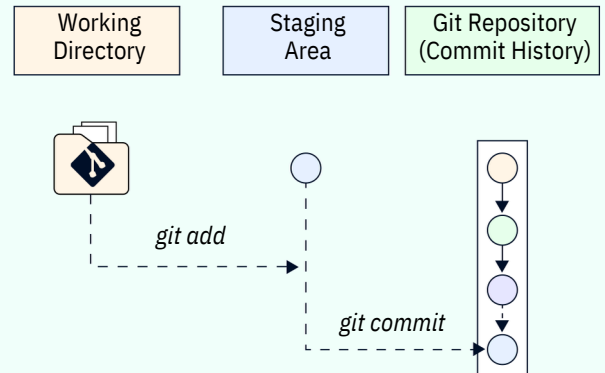 Working
Directory
Staging
Area
Git Repository
(Commit History)
git add
git commit